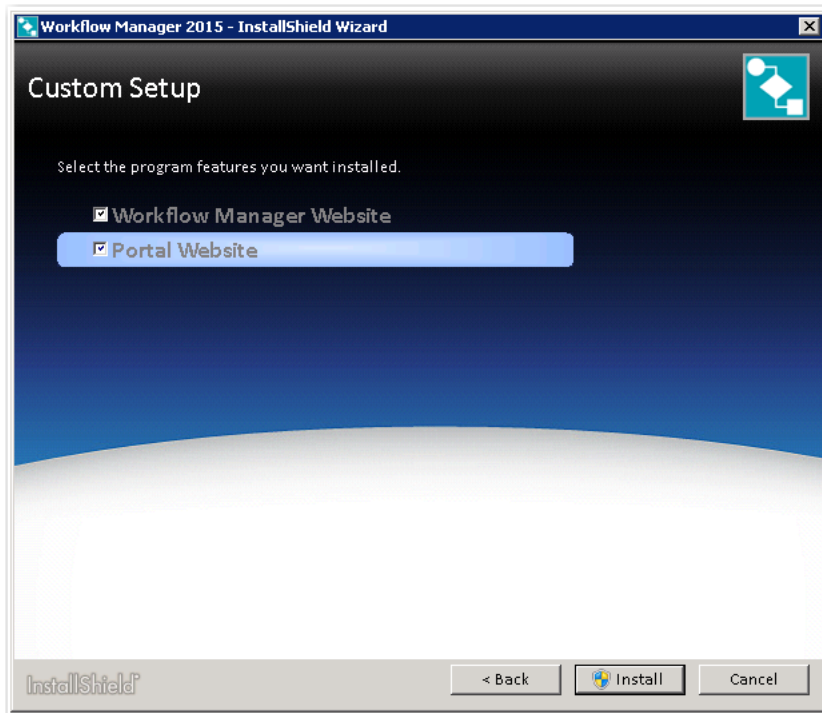 Workflow Manager 2015 - InstallShield Wizard
Custom Setup
Select the program features you want installed.
Workflow Manager Website
Portal Website
InstallShield
< Back
Install
Cancel